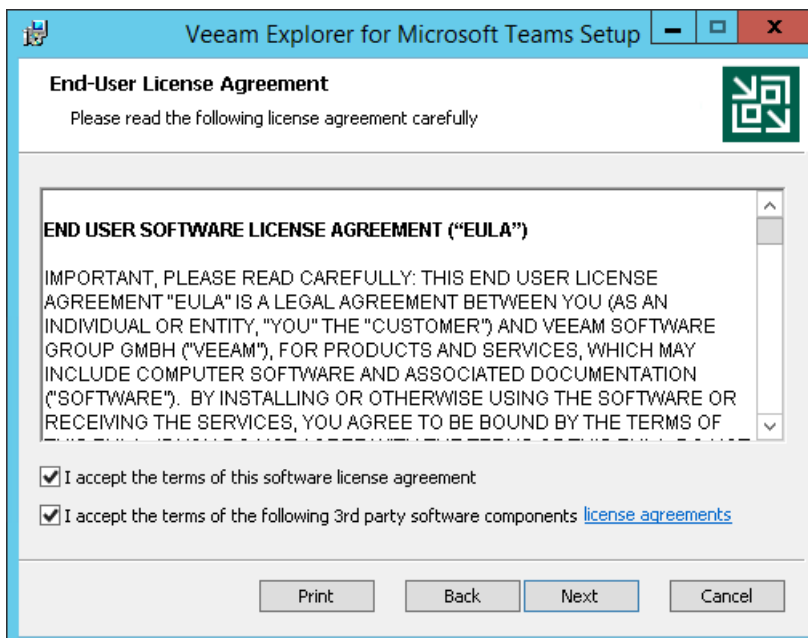 Veeam Explorer for Microsoft Teams Setup
End-User License Agreement
Please read the following license agreement carefully
END USER SOFTWARE LICENSE AGREEMENT (“EULA”)
IMPORTANT, PLEASE READ CAREFULLY: THIS END USER LICENSE
AGREEMENT "EULA" IS A LEGAL AGREEMENT BETWEEN YOU (AS AN
INDIVIDUAL OR ENTITY, "YOU" THE "CUSTOMER") AND VEEAM SOFTWARE
GROUP GMBH ("VEEAM"), FOR PRODUCTS AND SERVICES, WHICH MAY
INCLUDE COMPUTER SOFTWARE AND ASSOCIATED DOCUMENTATION
("SOFTWARE").  BY INSTALLING OR OTHERWISE USING THE SOFTWARE OR
RECEIVING THE SERVICES, YOU AGREE TO BE BOUND BY THE TERMS OF
I accept the terms of this software license agreement
I accept the terms of the following 3rd party software components license agreements
Print Back Next Cancel